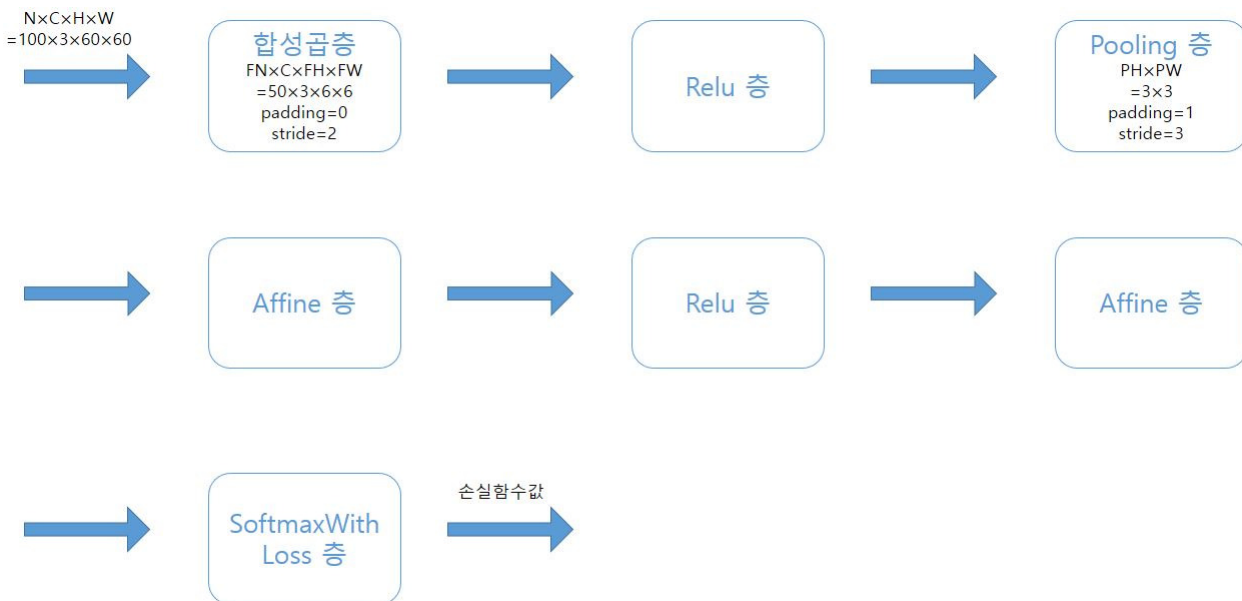 N×C×H×W
=100×3×60×60
합성곱층
FN×C×FH×FW
=50×3×6×6
padding=0
stride=2
Relu 층
Pooling 층
PH×PW
=3×3
padding=1
stride=3
Affine 층
Relu 층
Affine 층
SoftmaxWith
Loss 층
손실함수값